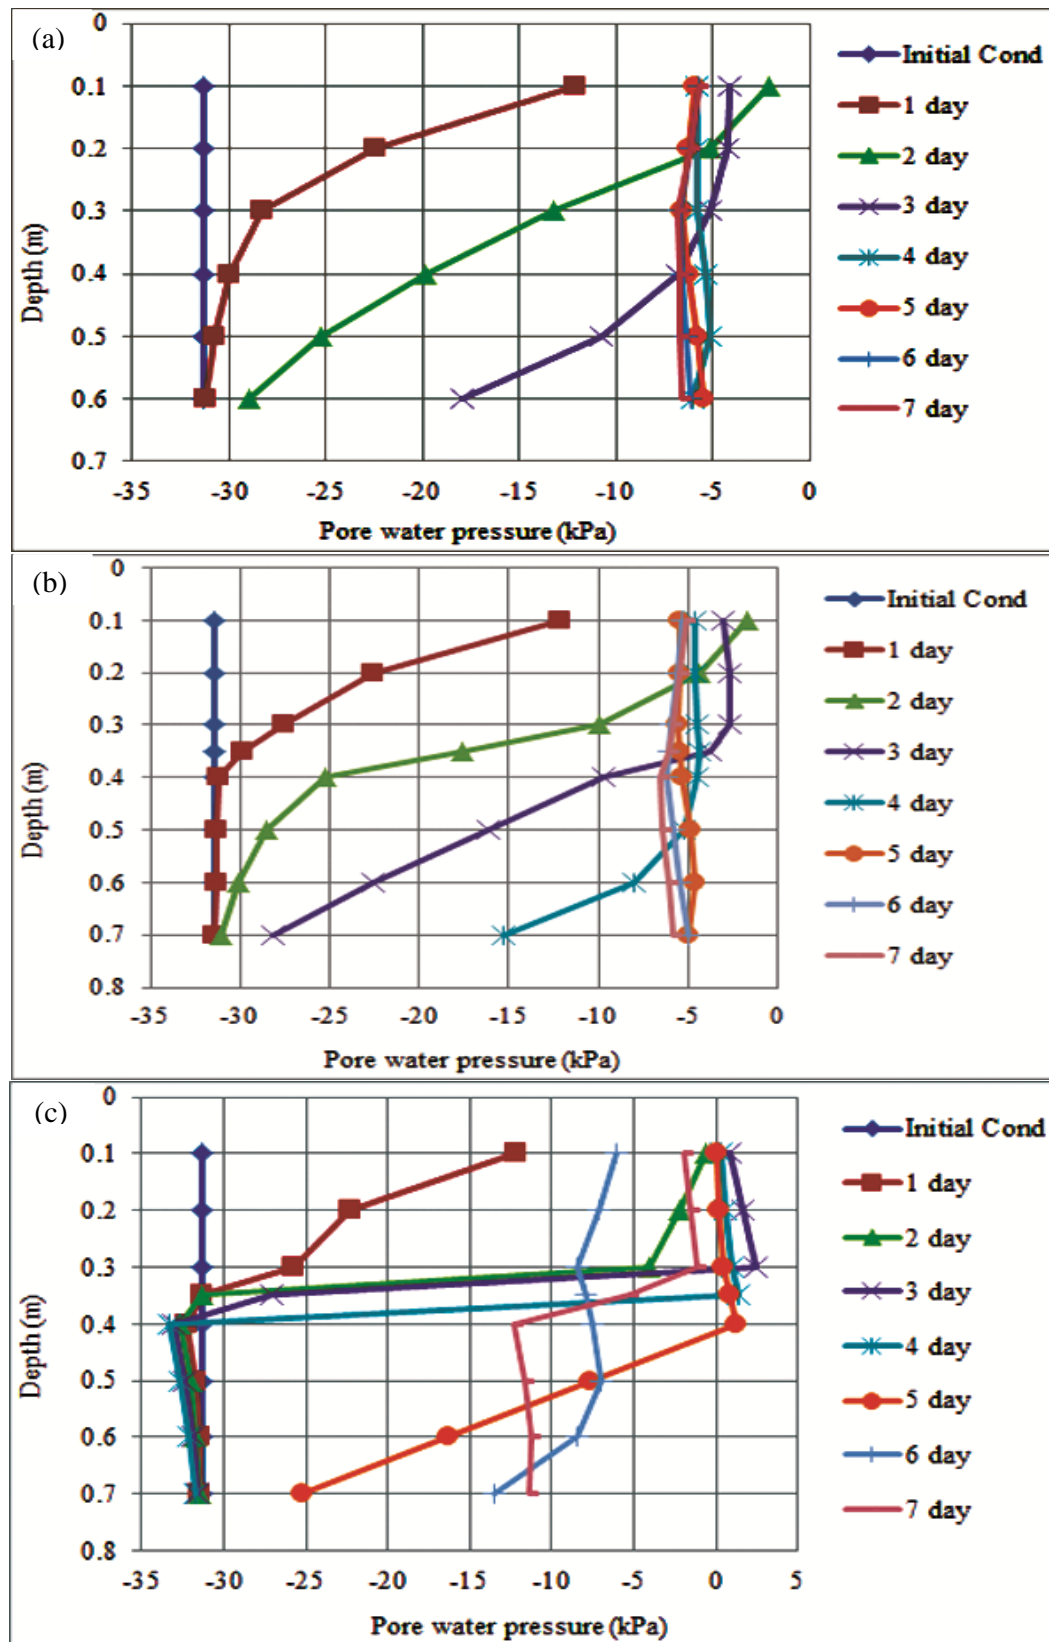 (a)
0
0.1
0.2
0.3
0.4
0.5
0.6
0.7
Depth (m)
-35 -30 -25 -20 -15 -10 -5 0
Pore water pressure (kPa)
Initial Cond
1 day
2 day
3 day
4 day
5 day
6 day
7 day
(b)
0
0.1
0.2
0.3
0.4
0.5
0.6
0.7
0.8
Depth (m)
-35 -30 -25 -20 -15 -10 -5 0
Pore water pressure (kPa)
Initial Cond
1 day
2 day
3 day
4 day
5 day
6 day
7 day
(c)
0
0.1
0.2
0.3
0.4
0.5
0.6
0.7
0.8
Depth (m)
-35 -30 -25 -20 -15 -10 -5 0 5
Pore water pressure (kPa)
Initial Cond
1 day
2 day
3 day
4 day
5 day
6 day
7 day